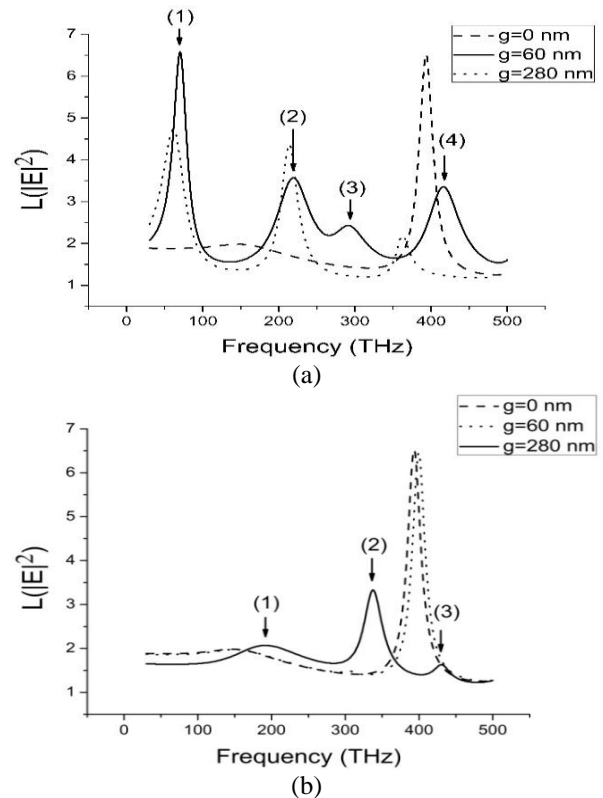 (1)
(2)
(3)
(4)
g=0 nm
g=60 nm
g=280 nm
L(|E|²)
7
6
5
4
3
2
1
0
100
200
300
400
500
Frequency (THz)
(a)
(1)
(2)
(3)
g=0 nm
g=60 nm
g=280 nm
L(|E|²)
7
6
5
4
3
2
1
0
100
200
300
400
500
Frequency (THz)
(b)